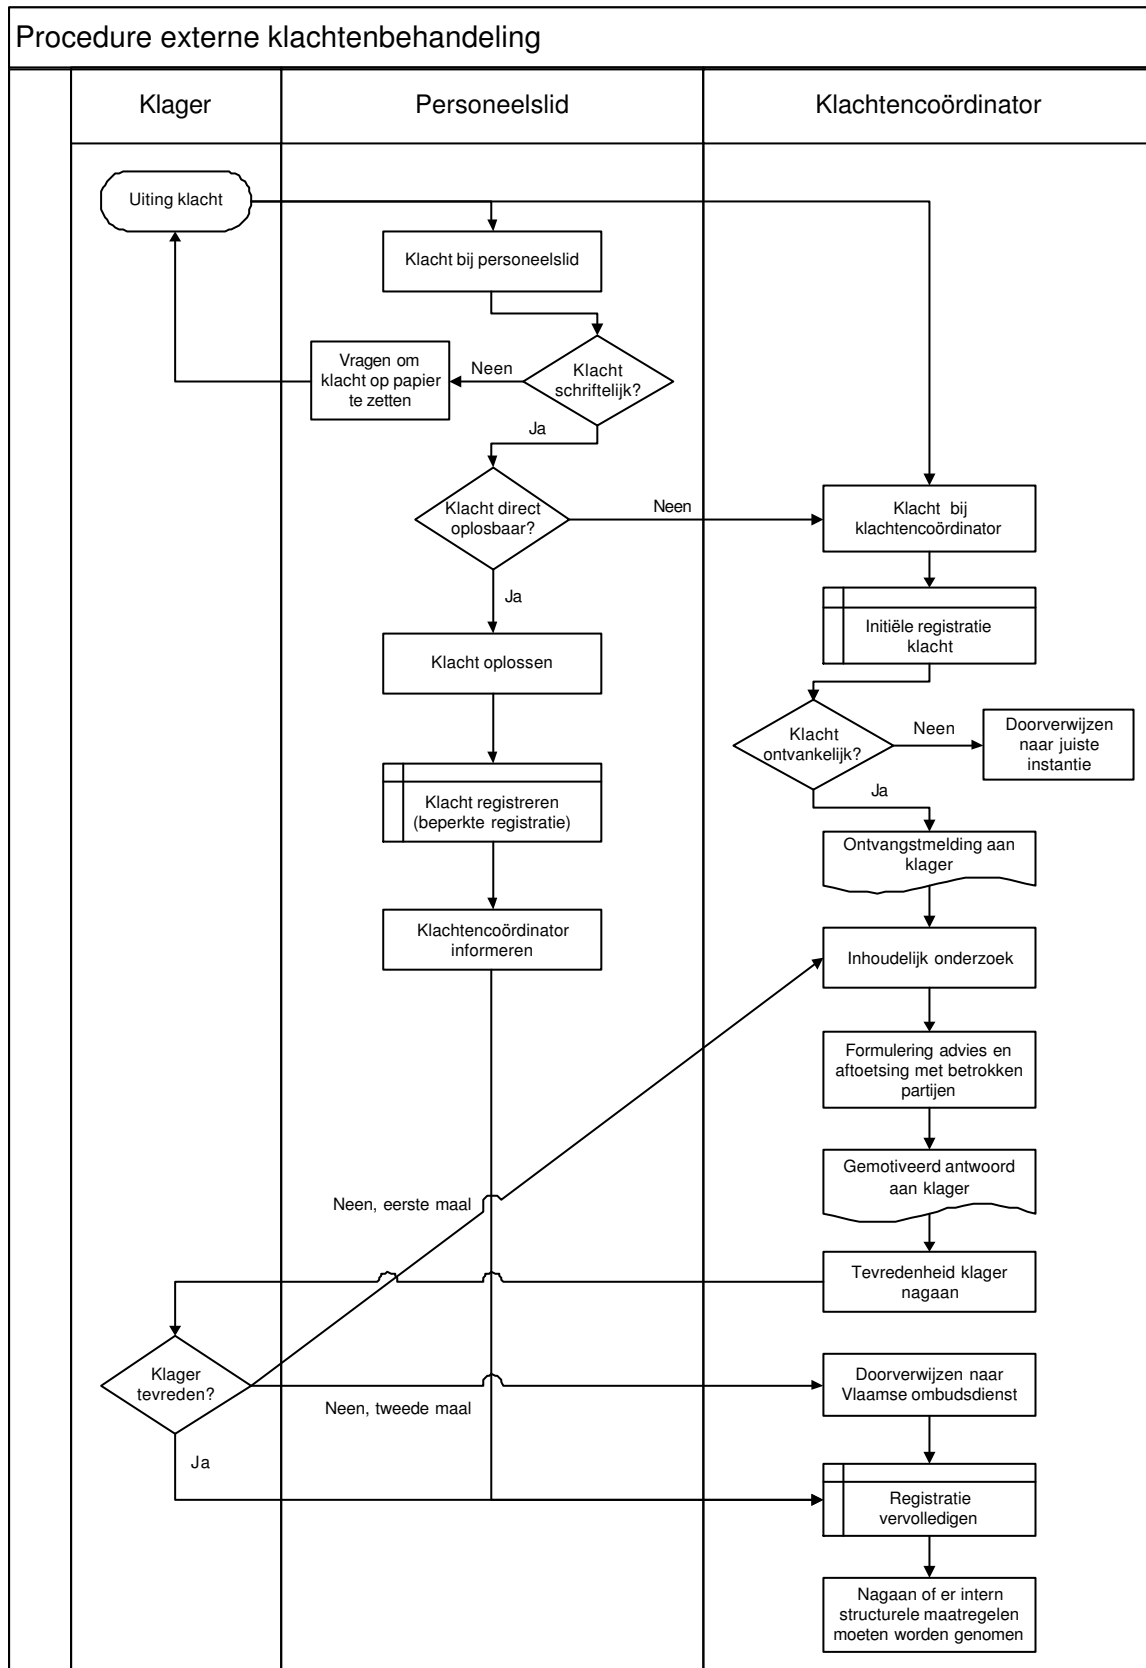 Procedure externe klachtenbehandeling
Klager
Personeelslid
Klachtencoördinator
Uiting klacht
Klacht bij personeelslid
Vragen om
klacht op papier
te zetten
Neen
Klacht
schriftelijk?
Ja
Klacht direct
oplosbaar?
Neen
Klacht bij
klachtencoördinator
Ja
Initiële registratie
klacht
Klacht oplossen
Klacht
ontvankelijk?
Neen
Doorverwijzen
naar juiste
instantie
Ja
Klacht registreren
(beperkte registratie)
Ontvangstmelding aan
klager
Klachtencoördinator
informeren
Inhoudelijk onderzoek
Formulering advies en
aftoetsing met betrokken
partijen
Gemotiveerd antwoord
aan klager
Neen, eerste maal
Tevredenheid klager
nagaan
Klager
tevreden?
Neen, tweede maal
Doorverwijzen naar
Vlaamse ombudsdienst
Ja
Registratie
vervolledigen
Nagaan of er intern
structurele maatregelen
moeten worden genomen